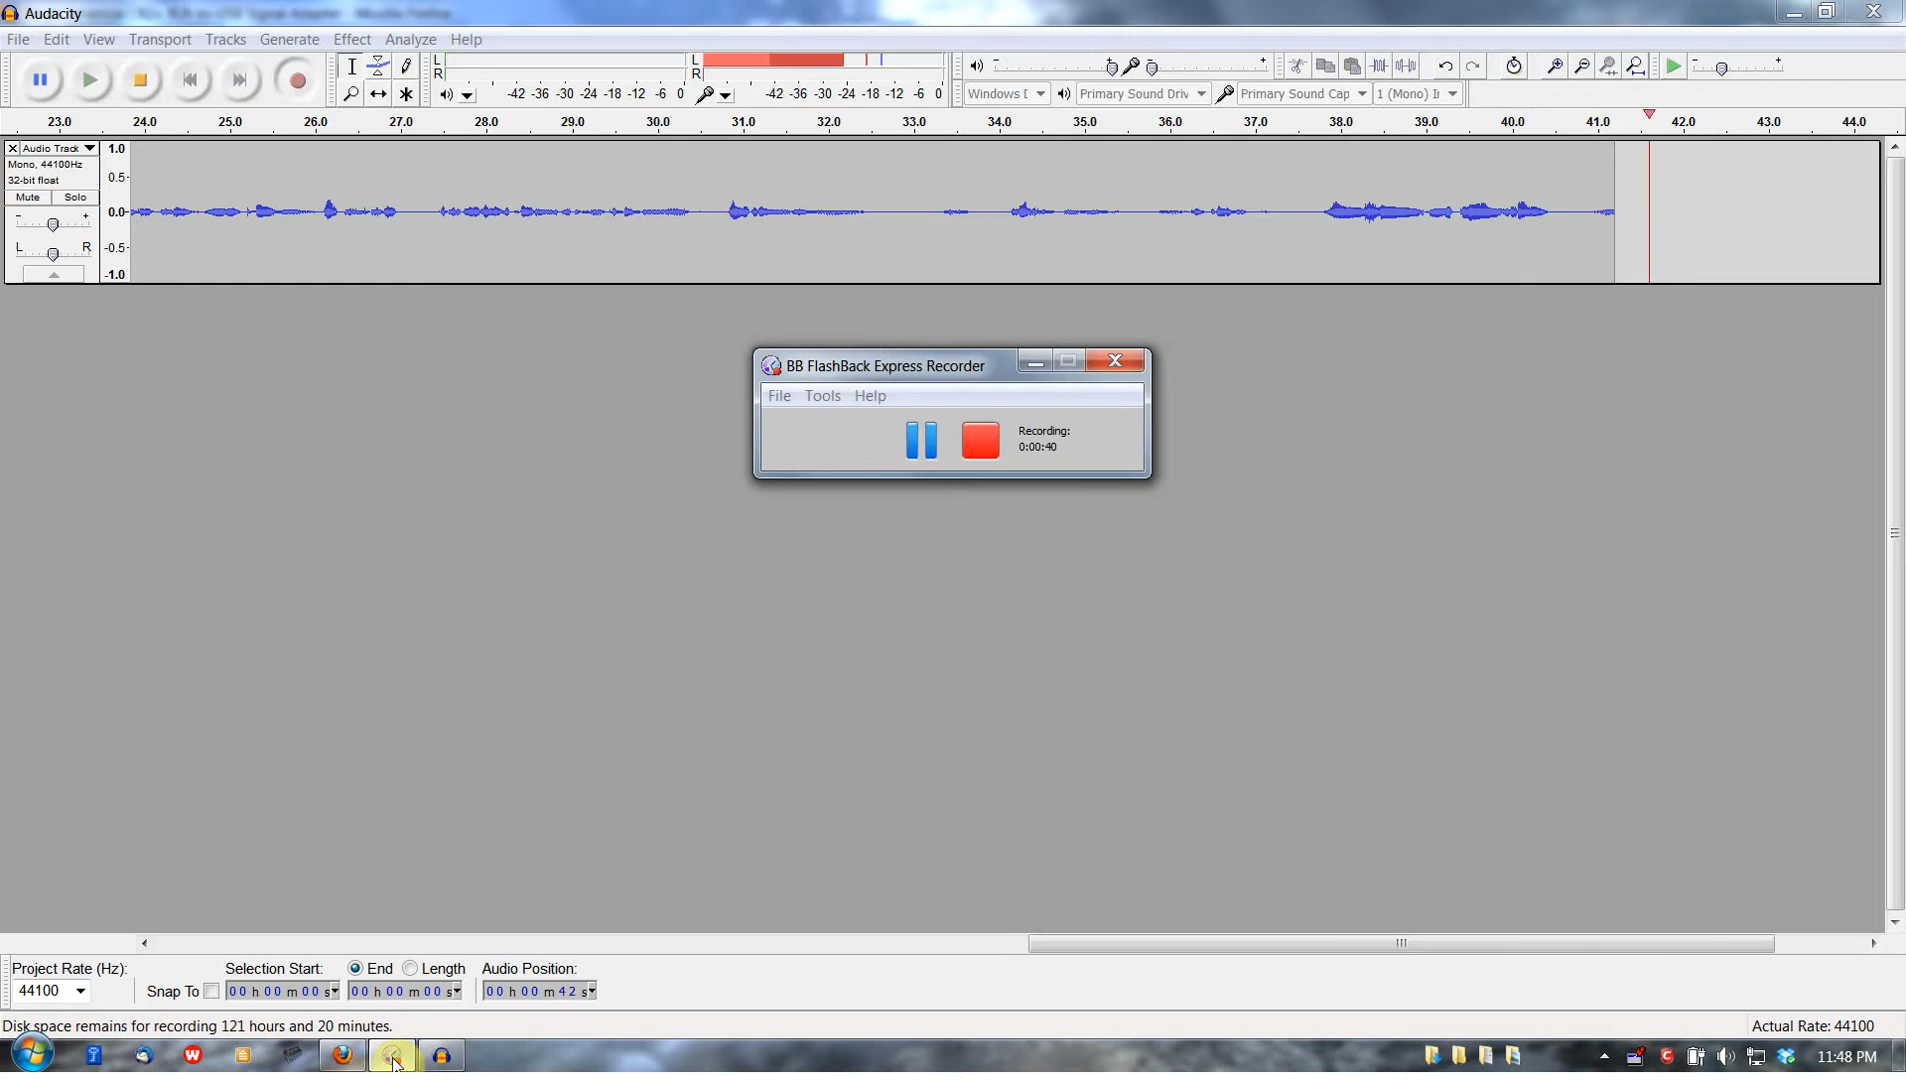 Audacity
File Edit View Transport Tracks Generate Effect Analyze Help
L
R
-42 -36 -30 -24 -18 -12 -6 0
L
R
-42 -36 -30 -24 -18 -12 -6 0
Windows D
Primary Sound Driv
Primary Sound Cap
1 (Mono) I
23.0 24.0 25.0 26.0 27.0 28.0 29.0 30.0 31.0 32.0 33.0 34.0 35.0 36.0 37.0 38.0 39.0 40.0 41.0 42.0 43.0 44.0
X Audio Track
Mono, 44100Hz
32-bit float
Mute Solo
- +
L R
1.0
0.5
0.0
-0.5
-1.0
BB FlashBack Express Recorder
File Tools Help
Recording:
0:00:40
Project Rate (Hz):
44100
Snap To
Selection Start:
End
Length
Audio Position:
00 h 00 m 00 s
00 h 00 m 00 s
00 h 00 m 42 s
Disk space remains for recording 121 hours and 20 minutes.
Actual Rate: 44100
11:48 PM